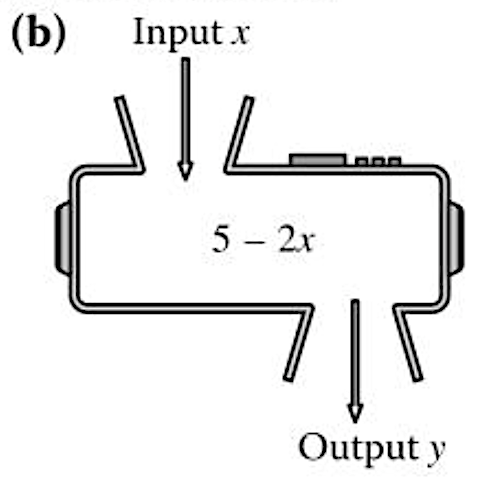 (b) Input x
5 – 2x
Output y